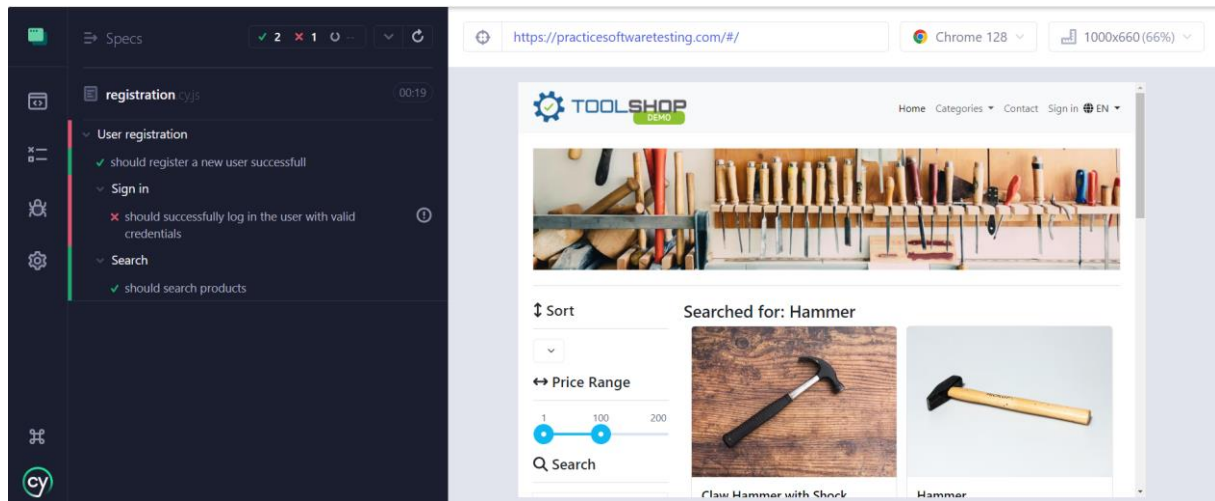 Specs
✓ 2 × 1 --
registration.cy.js
00:19
User registration
✓ should register a new user successfull
Sign in
× should successfully log in the user with valid
credentials
Search
✓ should search products
cy
https://practicesoftwaretesting.com/#/
Chrome 128
1000x660 (66%)
TOOLSHOP
DEMO
Home Categories Contact Sign in EN
Sort
Price Range
1 100 200
Search
Searched for: Hammer
Claw Hammer with Shock
Hammer